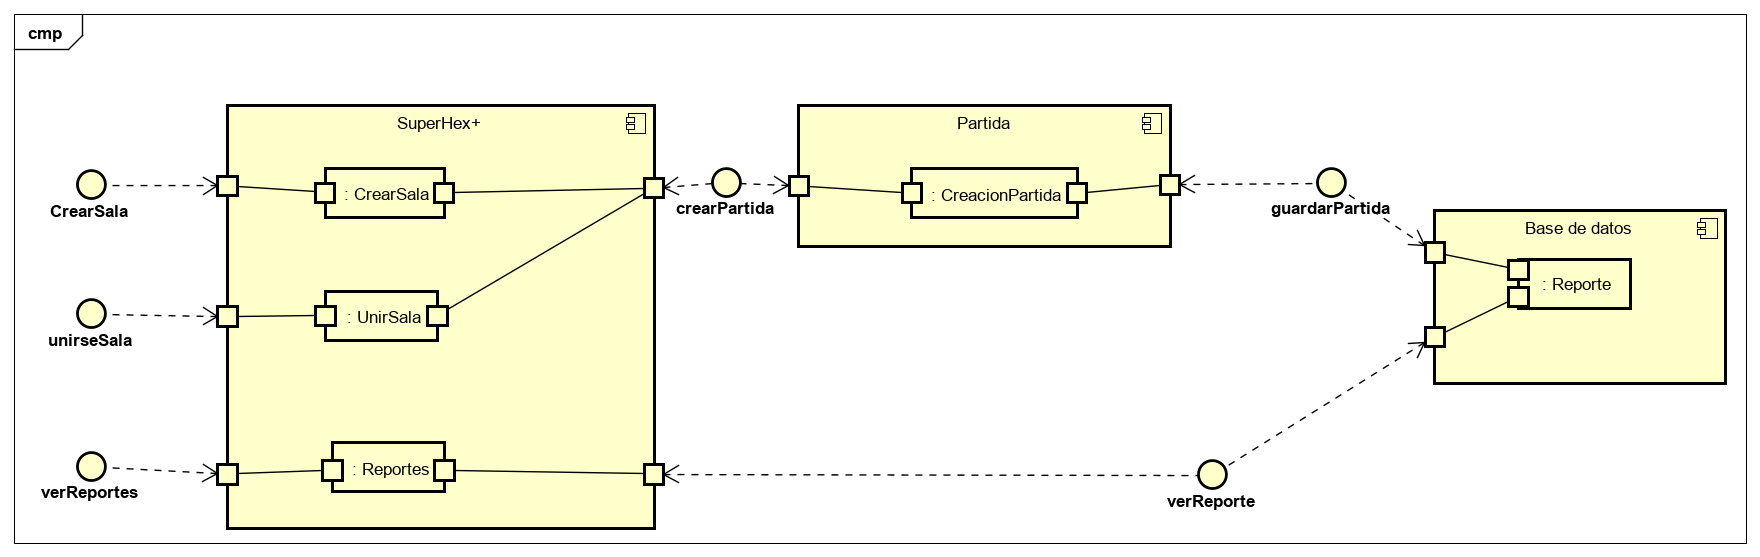 cmp
SuperHex+
Partida
: CrearSala
: CreacionPartida
CrearSala
crearPartida
guardarPartida
Base de datos
: Reporte
: UnirSala
unirseSala
: Reportes
verReportes
verReporte